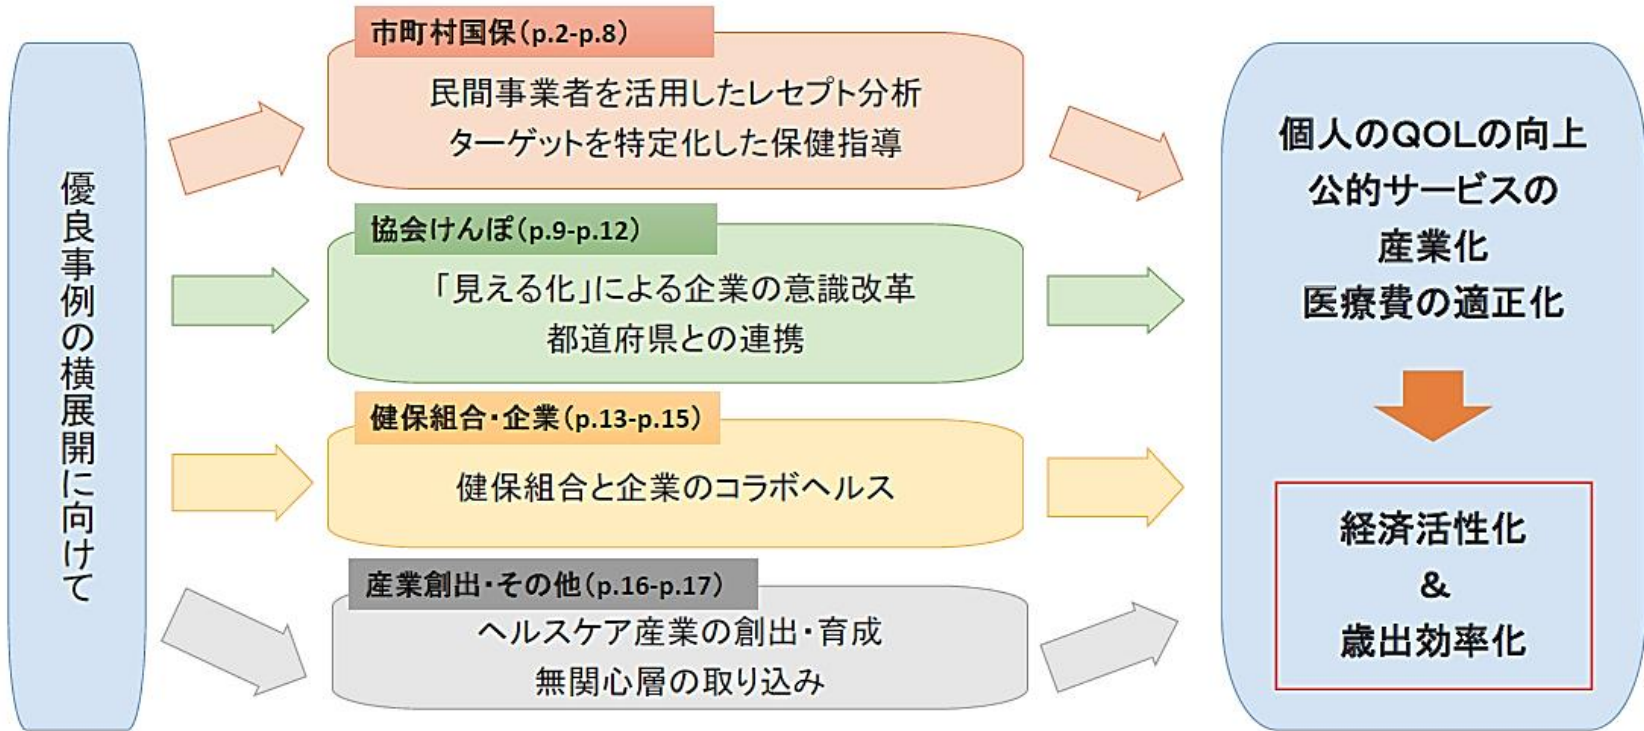 優良事例の横展開に向けて
市町村国保(p.2-p.8)
民間事業者を活用したレセプト分析
ターゲットを特定化した保健指導
協会けんぽ(p.9-p.12)
「見える化」による企業の意識改革
都道府県との連携
健保組合・企業(p.13-p.15)
健保組合と企業のコラボヘルス
産業創出・その他(p.16-p.17)
ヘルスケア産業の創出・育成
無関心層の取り込み
個人のQOLの向上
公的サービスの
産業化
医療費の適正化
経済活性化
&
歳出効率化